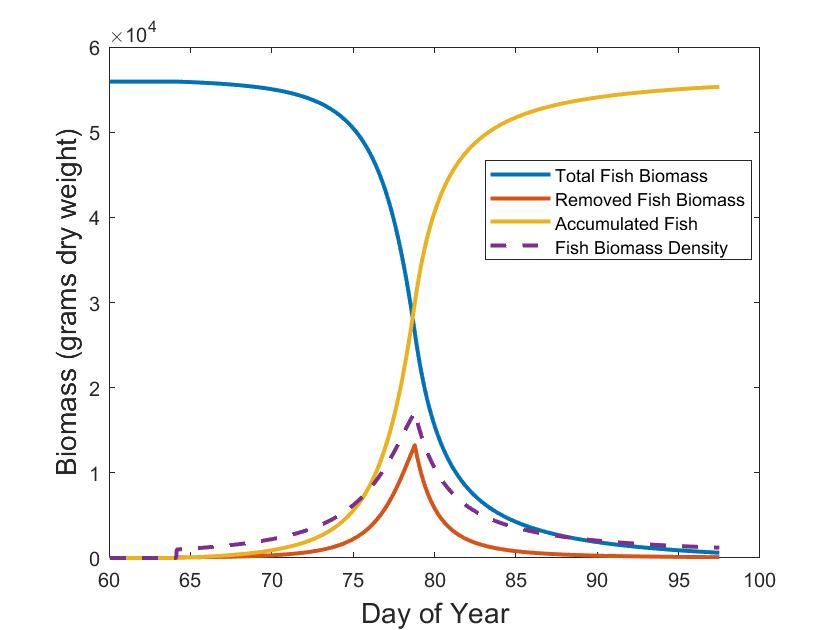 ×10⁴
6
5
4
3
2
1
0
Biomass (grams dry weight)
Total Fish Biomass
Removed Fish Biomass
Accumulated Fish
Fish Biomass Density
60 65 70 75 80 85 90 95 100
Day of Year